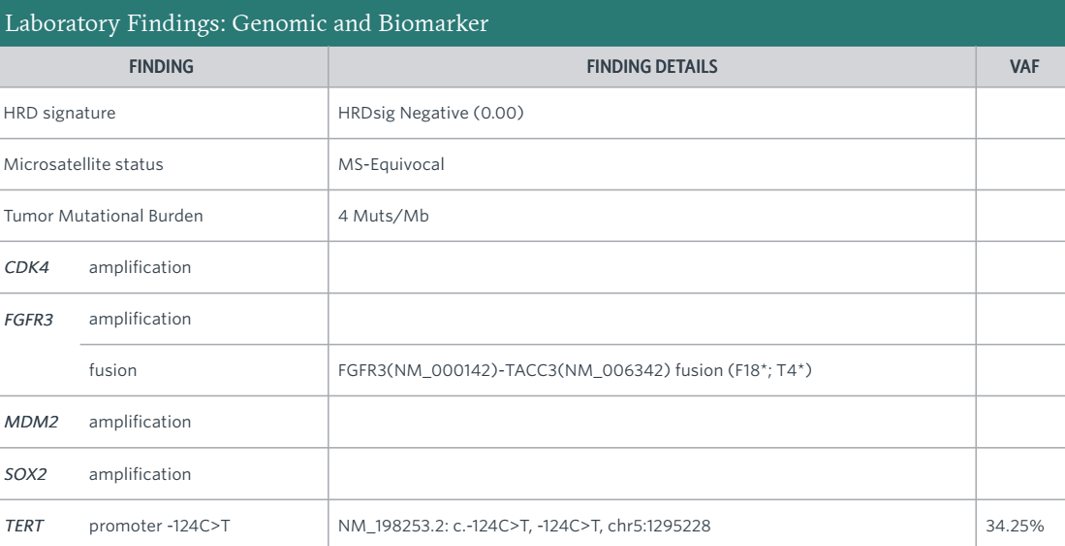 Laboratory Findings: Genomic and Biomarker
FINDING FINDING DETAILS VAF
HRD signature HRDsig Negative (0.00)
Microsatellite status MS-Equivocal
Tumor Mutational Burden 4 Muts/Mb
CDK4 amplification
FGFR3 amplification
fusion FGFR3(NM_000142)-TACC3(NM_006342) fusion (F18*; T4*)
MDM2 amplification
SOX2 amplification
TERT promoter -124C>T NM_198253.2: c.-124C>T, -124C>T, chr5:1295228 34.25%